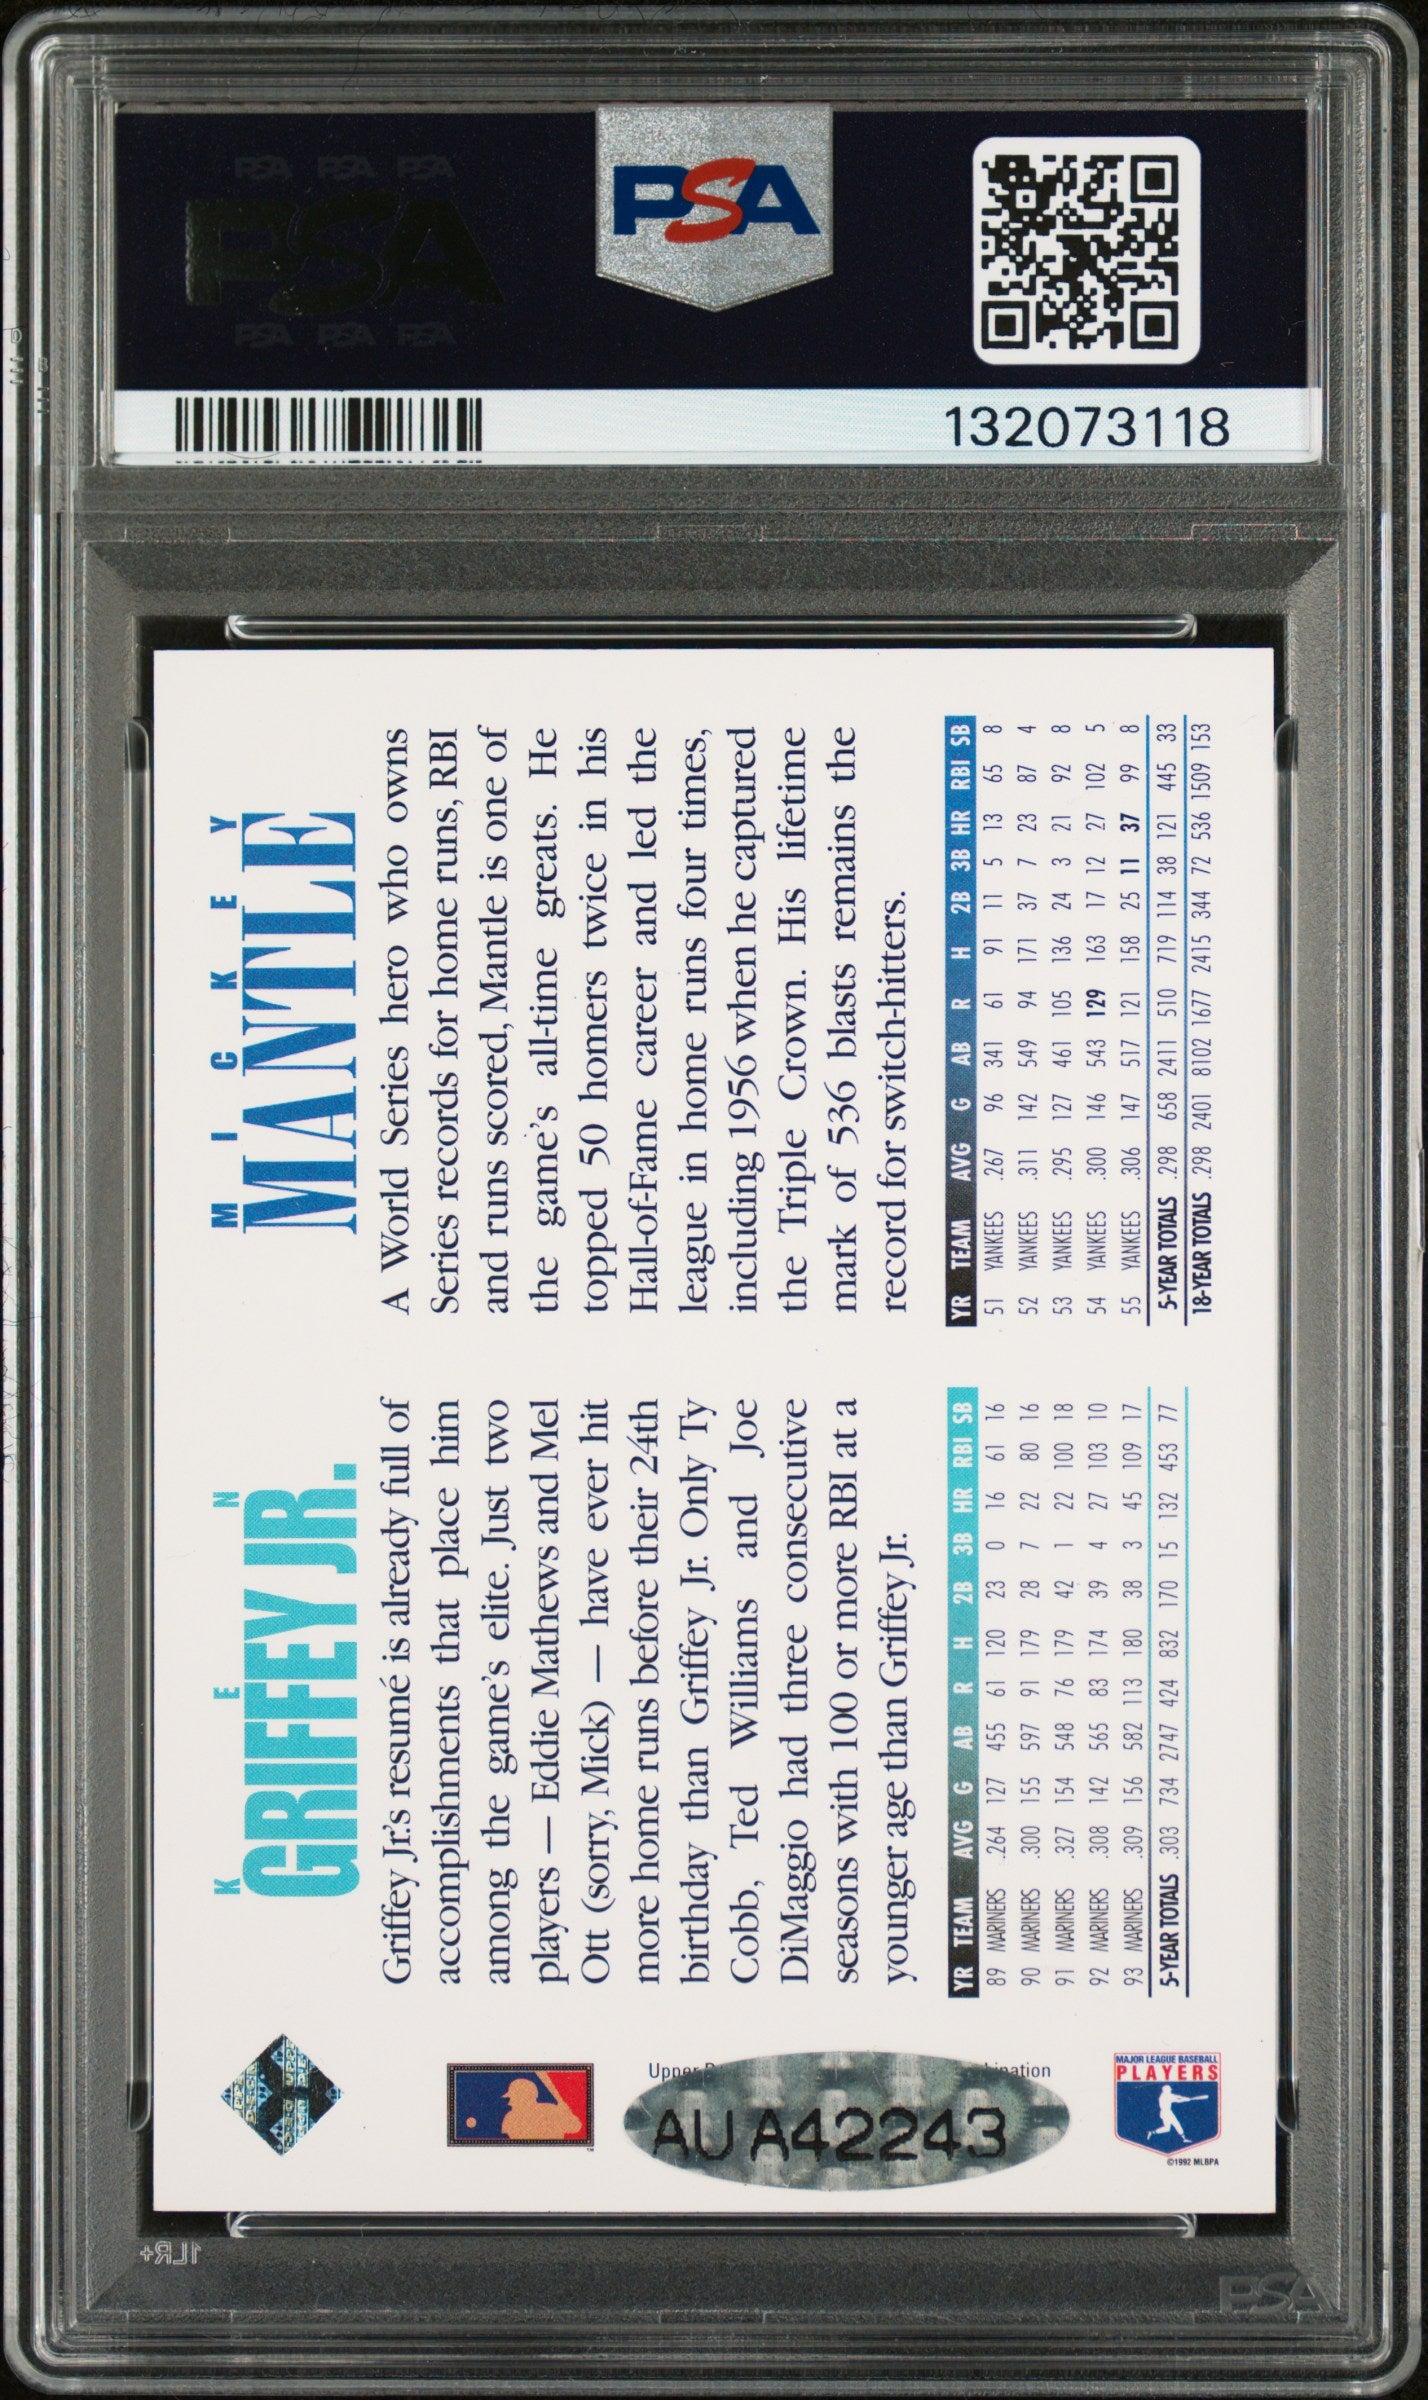 PSA PSA PSA
PSA
PSA PSA PSA
PSA
132073118
KEN
GRIFFEY JR.
Griffey Jr.'s resumé is already full of
accomplishments that place him
among the game's elite. Just two
players — Eddie Mathews and Mel
Ott (sorry, Mick) — have ever hit
more home runs before their 24th
birthday than Griffey Jr. Only Ty
Cobb, Ted Williams and Joe
DiMaggio had three consecutive
seasons with 100 or more RBI at a
younger age than Griffey Jr.
YR TEAM AVG G AB R H 2B 3B HR RBI SB
89 MARINERS .264 127 455 61 120 23 0 16 61 16
90 MARINERS .300 155 597 91 179 28 7 22 80 16
91 MARINERS .327 154 548 76 179 42 1 22 100 18
92 MARINERS .308 142 565 83 174 39 4 27 103 10
93 MARINERS .309 156 582 113 180 38 3 45 109 17
5-YEAR TOTALS .303 734 2747 424 832 170 15 132 453 77
MICKEY
MANTLE
A World Series hero who owns
Series records for home runs, RBI
and runs scored, Mantle is one of
the game's all-time greats. He
topped 50 homers twice in his
Hall-of-Fame career and led the
league in home runs four times,
including 1956 when he captured
the Triple Crown. His lifetime
mark of 536 blasts remains the
record for switch-hitters.
YR TEAM AVG G AB R H 2B 3B HR RBI SB
51 YANKEES .267 96 341 61 91 11 5 13 65 8
52 YANKEES .311 142 549 94 171 37 7 23 87 4
53 YANKEES .295 127 461 105 136 24 3 21 92 8
54 YANKEES .300 146 543 129 163 17 12 27 102 5
55 YANKEES .306 147 517 121 158 25 11 37 99 8
5-YEAR TOTALS .298 658 2411 510 719 114 38 121 445 33
18-YEAR TOTALS .298 2401 8102 1677 2415 344 72 536 1509 153
Upper
AUA42243
MAJOR LEAGUE BASEBALL
PLAYERS
©1992 MLBPA
1LR+
PSA